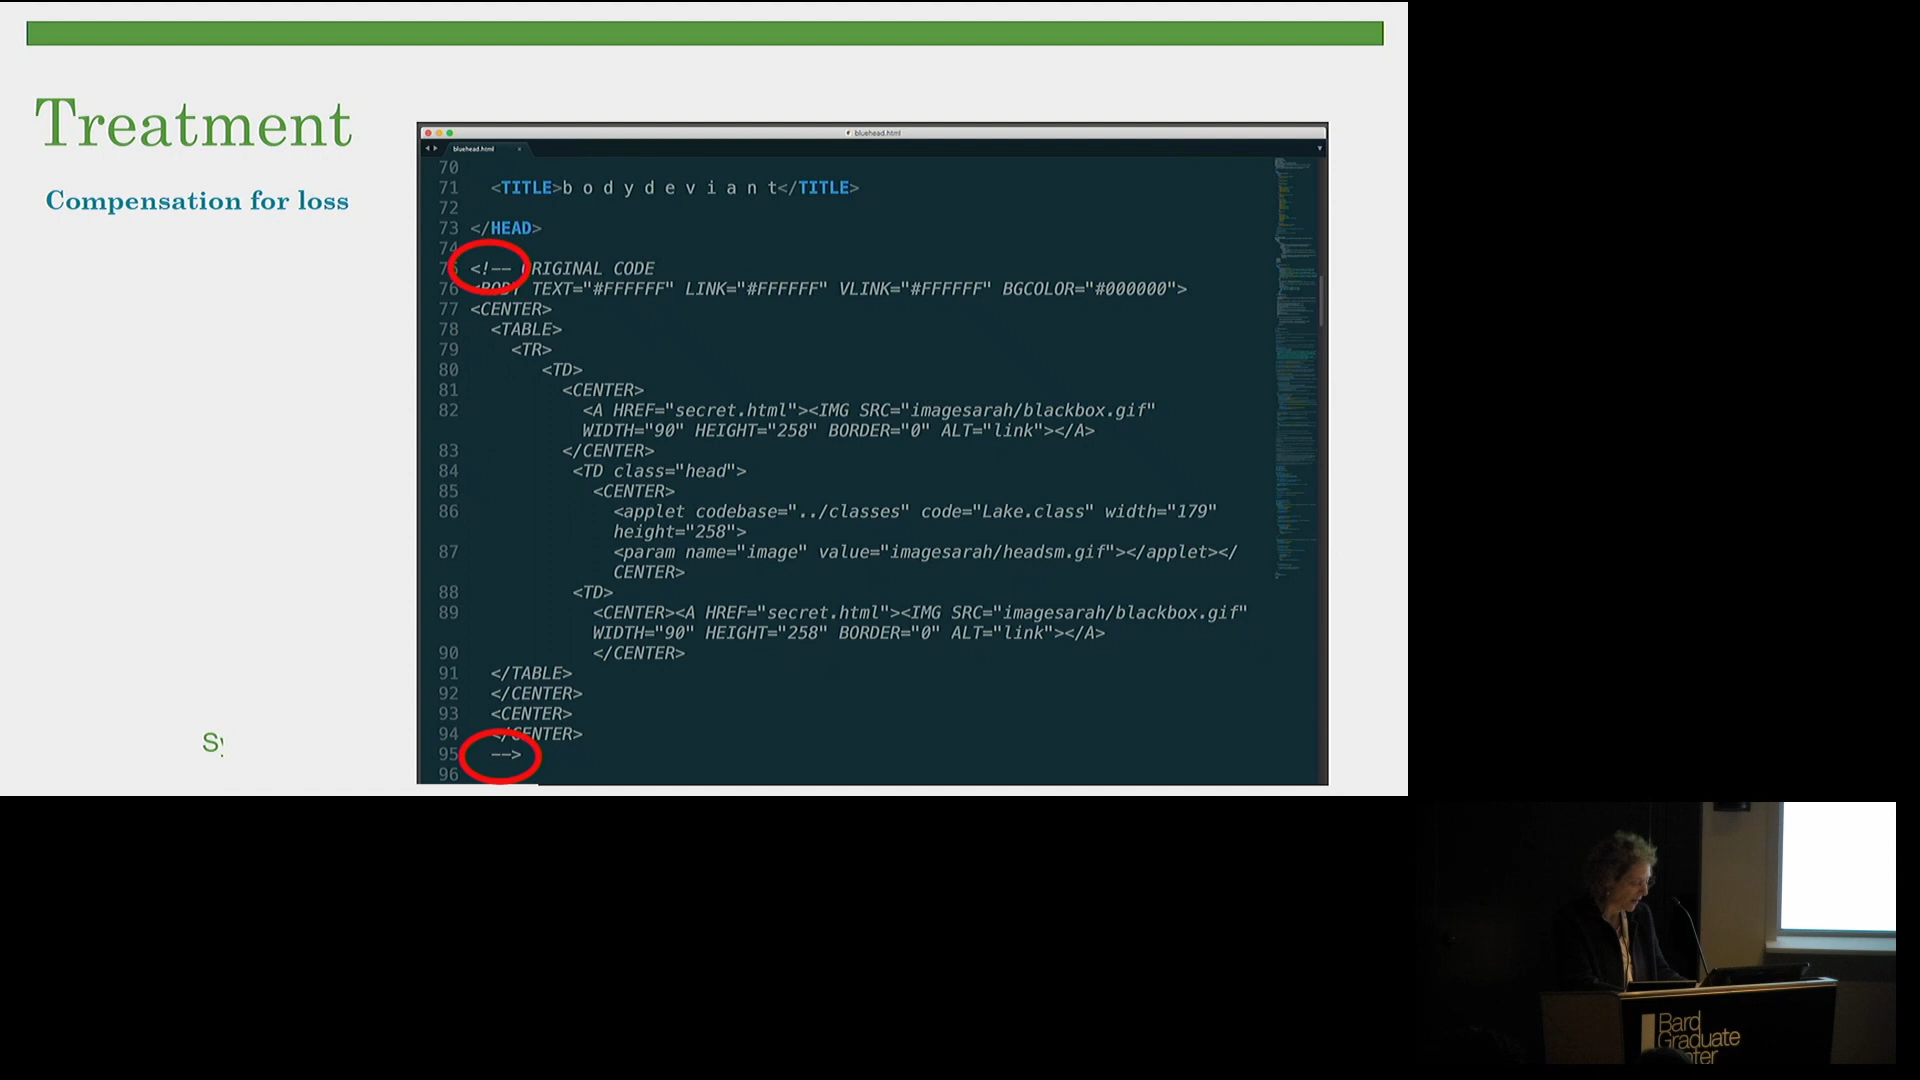 Treatment
Compensation for loss
bluehead.html
bluehead.html
70
71 <TITLE>b o d y d e v i a n t</TITLE>
72
73 </HEAD>
74
75 <!-- ORIGINAL CODE
76 <BODY TEXT="#FFFFFF" LINK="#FFFFFF" VLINK="#FFFFFF" BGCOLOR="#000000">
77 <CENTER>
78 <TABLE>
79 <TR>
80 <TD>
81 <CENTER>
82 <A HREF="secret.html"><IMG SRC="imagesarah/blackbox.gif"
WIDTH="90" HEIGHT="258" BORDER="0" ALT="link"></A>
83 </CENTER>
84 <TD class="head">
85 <CENTER>
86 <applet codebase="../classes" code="Lake.class" width="179"
height="258">
87 <param name="image" value="imagesarah/headsm.gif"></applet></
CENTER>
88 <TD>
89 <CENTER><A HREF="secret.html"><IMG SRC="imagesarah/blackbox.gif"
WIDTH="90" HEIGHT="258" BORDER="0" ALT="link"></A>
90 </CENTER>
91 </TABLE>
92 </CENTER>
93 <CENTER>
94 </CENTER>
95 -->
96
Bard
Graduate